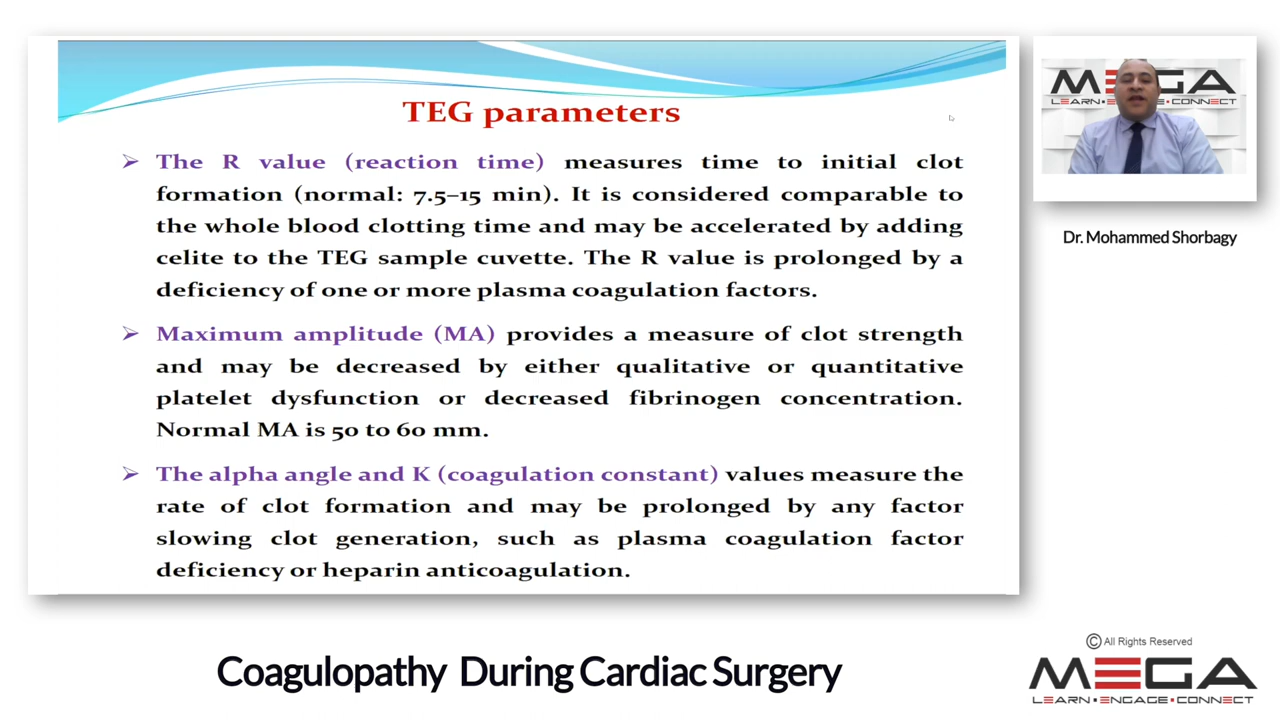 TEG parameters
➢ The R value (reaction time) measures time to initial clot
formation (normal: 7.5–15 min). It is considered comparable to
the whole blood clotting time and may be accelerated by adding
celite to the TEG sample cuvette. The R value is prolonged by a
deficiency of one or more plasma coagulation factors.
➢ Maximum amplitude (MA) provides a measure of clot strength
and may be decreased by either qualitative or quantitative
platelet dysfunction or decreased fibrinogen concentration.
Normal MA is 50 to 60 mm.
➢ The alpha angle and K (coagulation constant) values measure the
rate of clot formation and may be prolonged by any factor
slowing clot generation, such as plasma coagulation factor
deficiency or heparin anticoagulation.
MEGA
LEARN•ENGAGE•CONNECT
Dr. Mohammed Shorbagy
Coagulopathy During Cardiac Surgery
© All Rights Reserved
MEGA
LEARN•ENGAGE•CONNECT